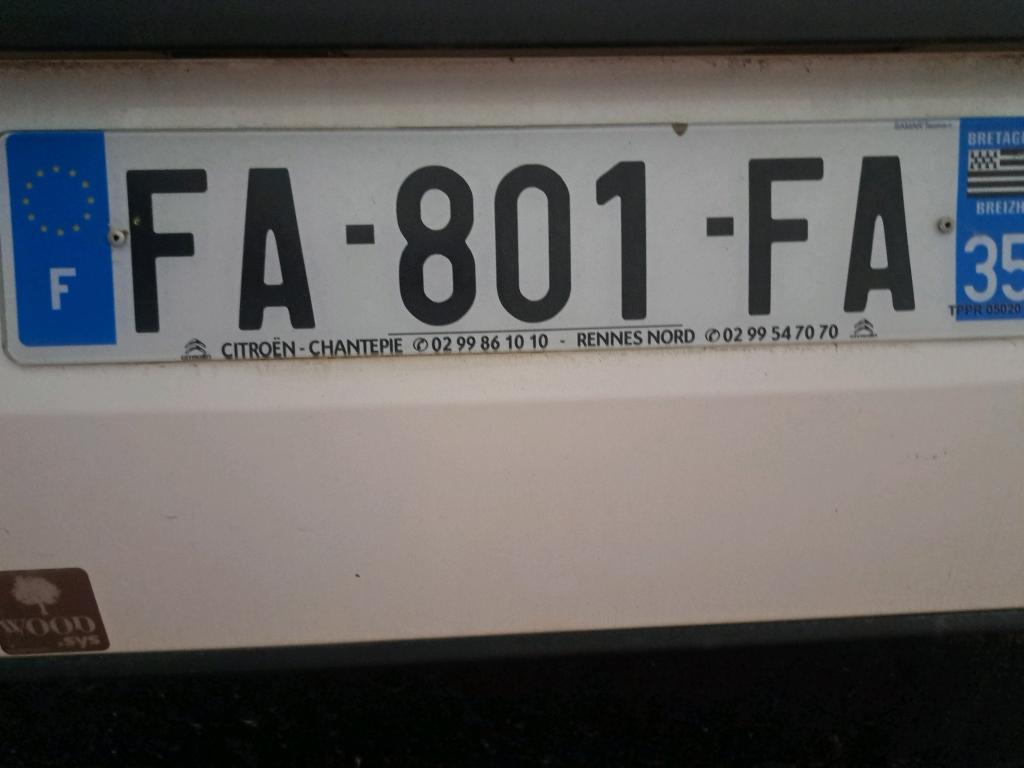 F
FA-801-FA
BRETAG
BREIZH
35
TPPR 05020
CITROËN - CHANTEPIE ✆ 02 99 86 10 10 - RENNES NORD ✆ 02 99 54 70 70
WOOD
.sys